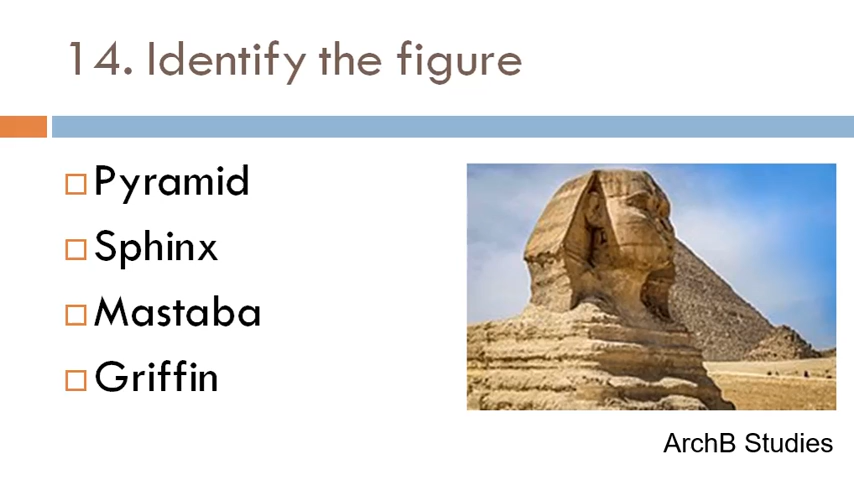 14. Identify the figure
Pyramid
Sphinx
Mastaba
Griffin
ArchB Studies